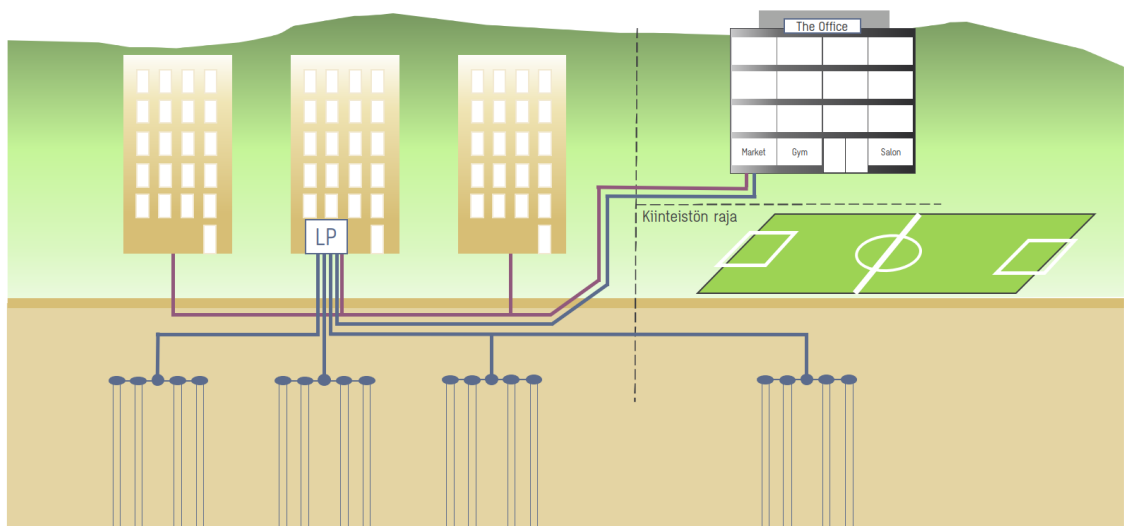 The Office
Market
Gym
Salon
Kiinteistön raja
LP